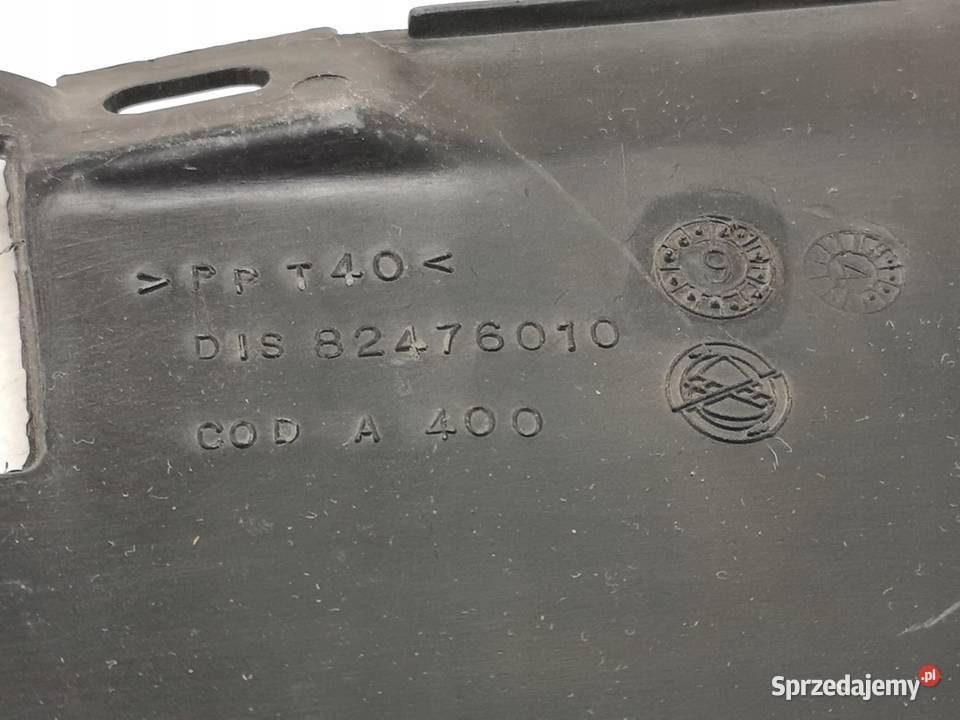 >PP T40<
DIS 82476010
COD A 400
Sprzedajemy.pl